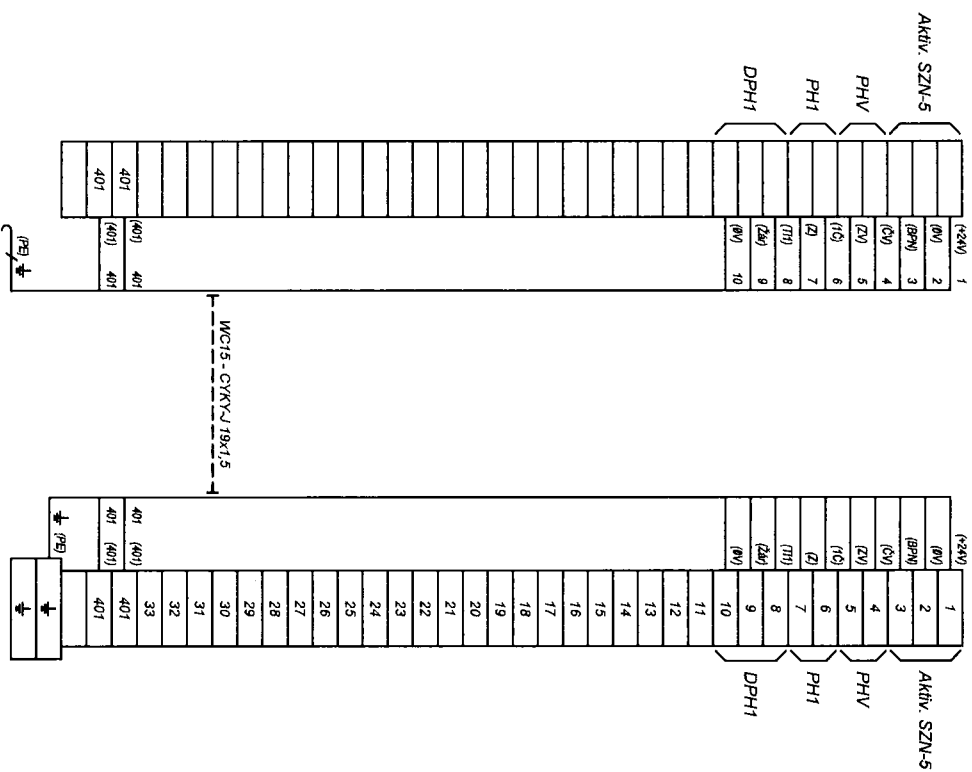 Aktiv. SZN-5
PHV
PH1
DPH1
(+24V) 1
(0V) 2
(BPN) 3
(ČV) 4
(ZV) 5
(1Č) 6
(Z) 7
(T11) 8
(Žár) 9
(0V) 10
401 (401) 401
401 (401) 401
(PE)
WC15 - CYKY-J 19x1,5
(+24V) 1
(0V) 2
(BPN) 3
(ČV) 4
(ZV) 5
(1Č) 6
(Z) 7
(T11) 8
(Žár) 9
(0V) 10
11
12
13
14
15
16
17
18
19
20
21
22
23
24
25
26
27
28
29
30
31
32
33
401 (401) 401
401 (401) 401
(PE)
Aktiv. SZN-5
PHV
PH1
DPH1